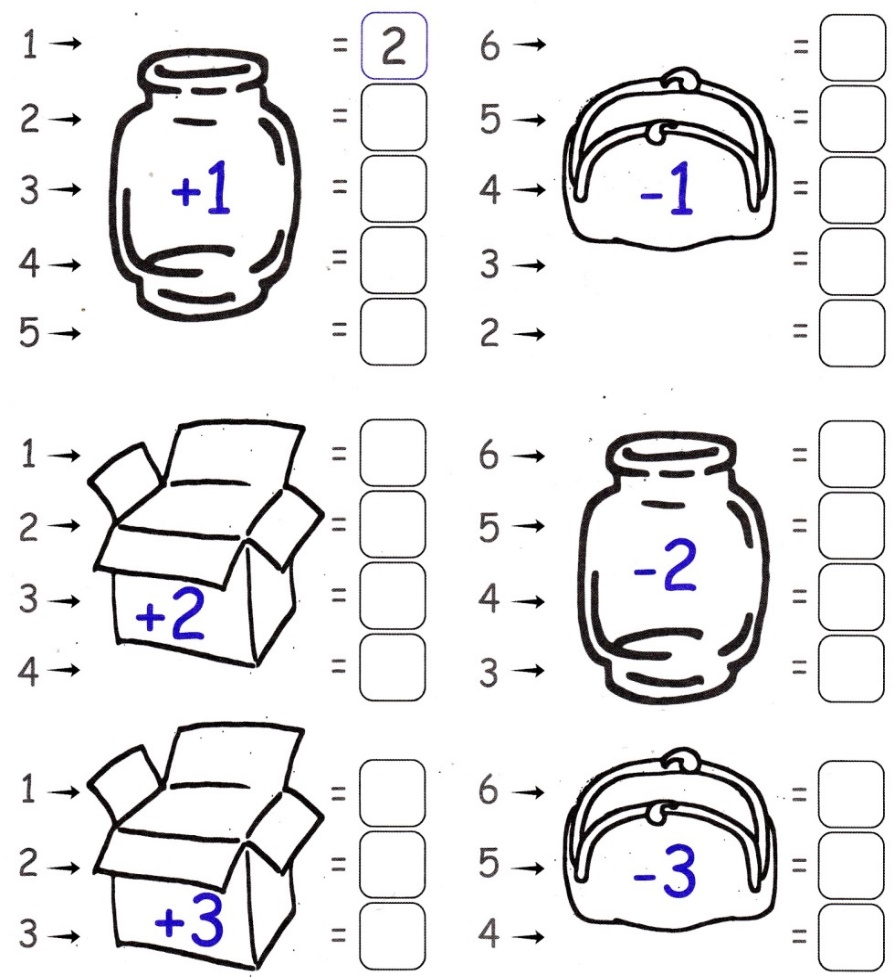 1 → = 2
2 → =
3 → +1 =
4 → =
5 → =
6 → =
5 → =
4 → -1 =
3 → =
2 → =
1 → =
2 → =
3 → +2 =
4 → =
6 → =
5 → =
-2
4 → =
3 → =
1 → =
2 → =
3 → +3 =
6 → =
5 → -3 =
4 → =